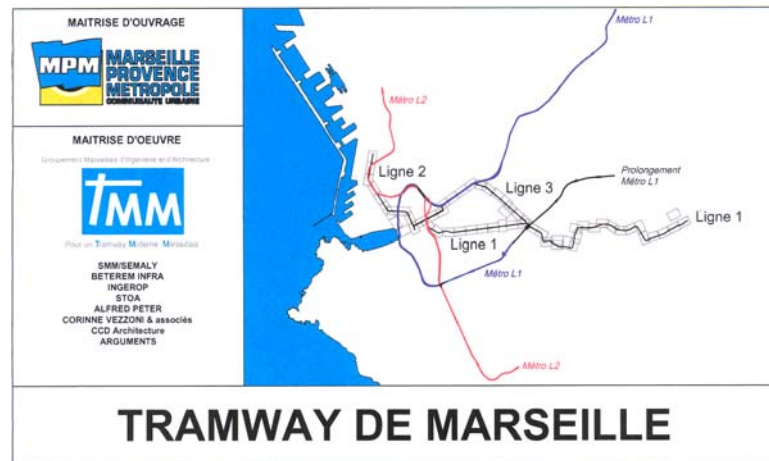 MAITRISE D'OUVRAGE
MPM
MARSEILLE
PROVENCE
METROPOLE
COMMUNAUTE URBAINE
MAITRISE D'OEUVRE
Groupement Marseillais d'Ingénierie et d'Architecture
TMM
Pour un Tramway Moderne Marseillais
SMM/SEMALY
BETEREM INFRA
INGEROP
STOA
ALFRED PETER
CORINNE VEZZONI & associés
CCD Architecture
ARGUMENTS
Métro L1
Métro L2
Ligne 2
Ligne 3
Prolongement
Métro L1
Ligne 1
Ligne 1
Métro L1
Métro L2
TRAMWAY DE MARSEILLE